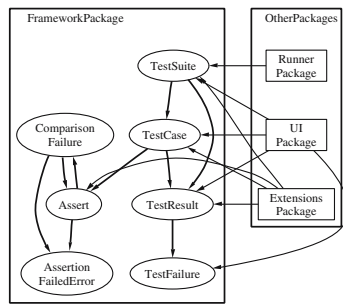 FrameworkPackage
OtherPackages
TestSuite
Runner
Package
Comparison
Failure
TestCase
UI
Package
Assert
TestResult
Extensions
Package
Assertion
FailedError
TestFailure